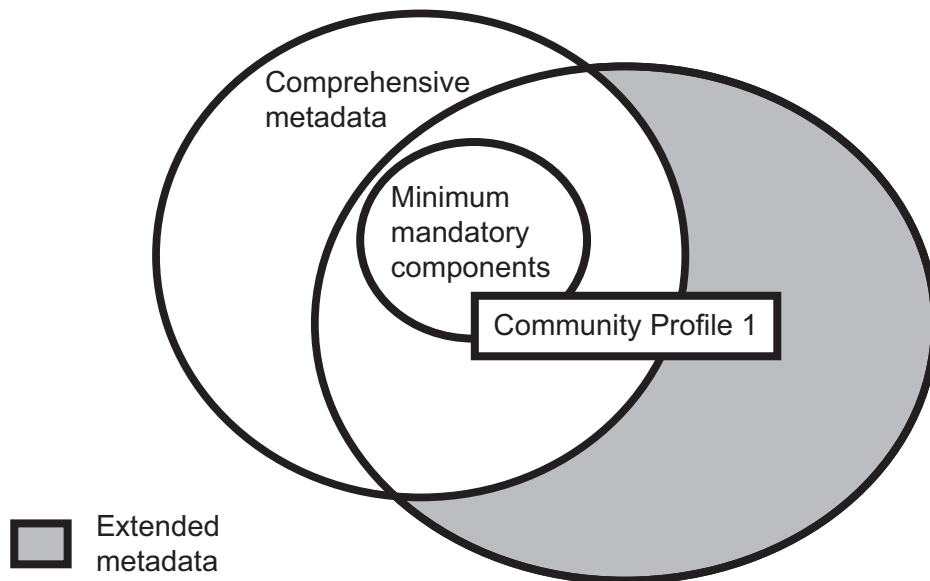 Comprehensive
metadata
Minimum
mandatory
components
Community Profile 1
Extended
metadata